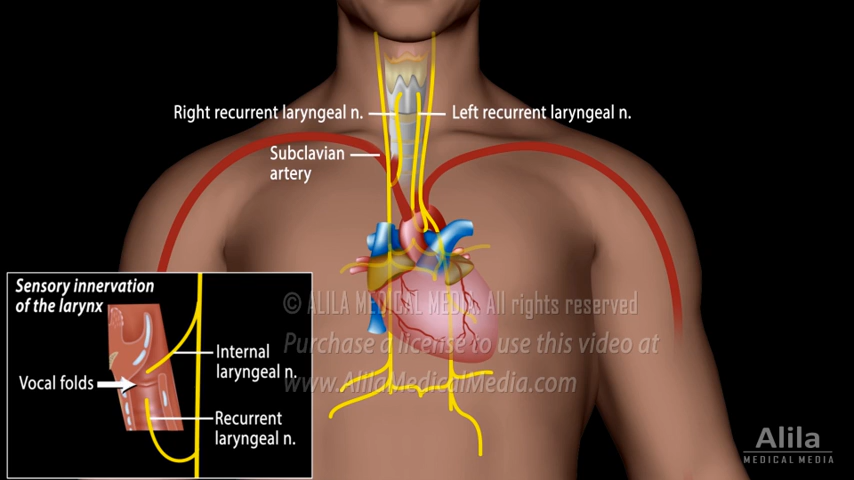 Right recurrent laryngeal n.
Left recurrent laryngeal n.
Subclavian
artery
Sensory innervation
of the larynx
Internal
laryngeal n.
Vocal folds
Recurrent
laryngeal n.
© ALILA MEDICAL MEDIA. All rights reserved
Purchase a license to use this video at
www.AlilaMedicalMedia.com
Alila
MEDICAL MEDIA